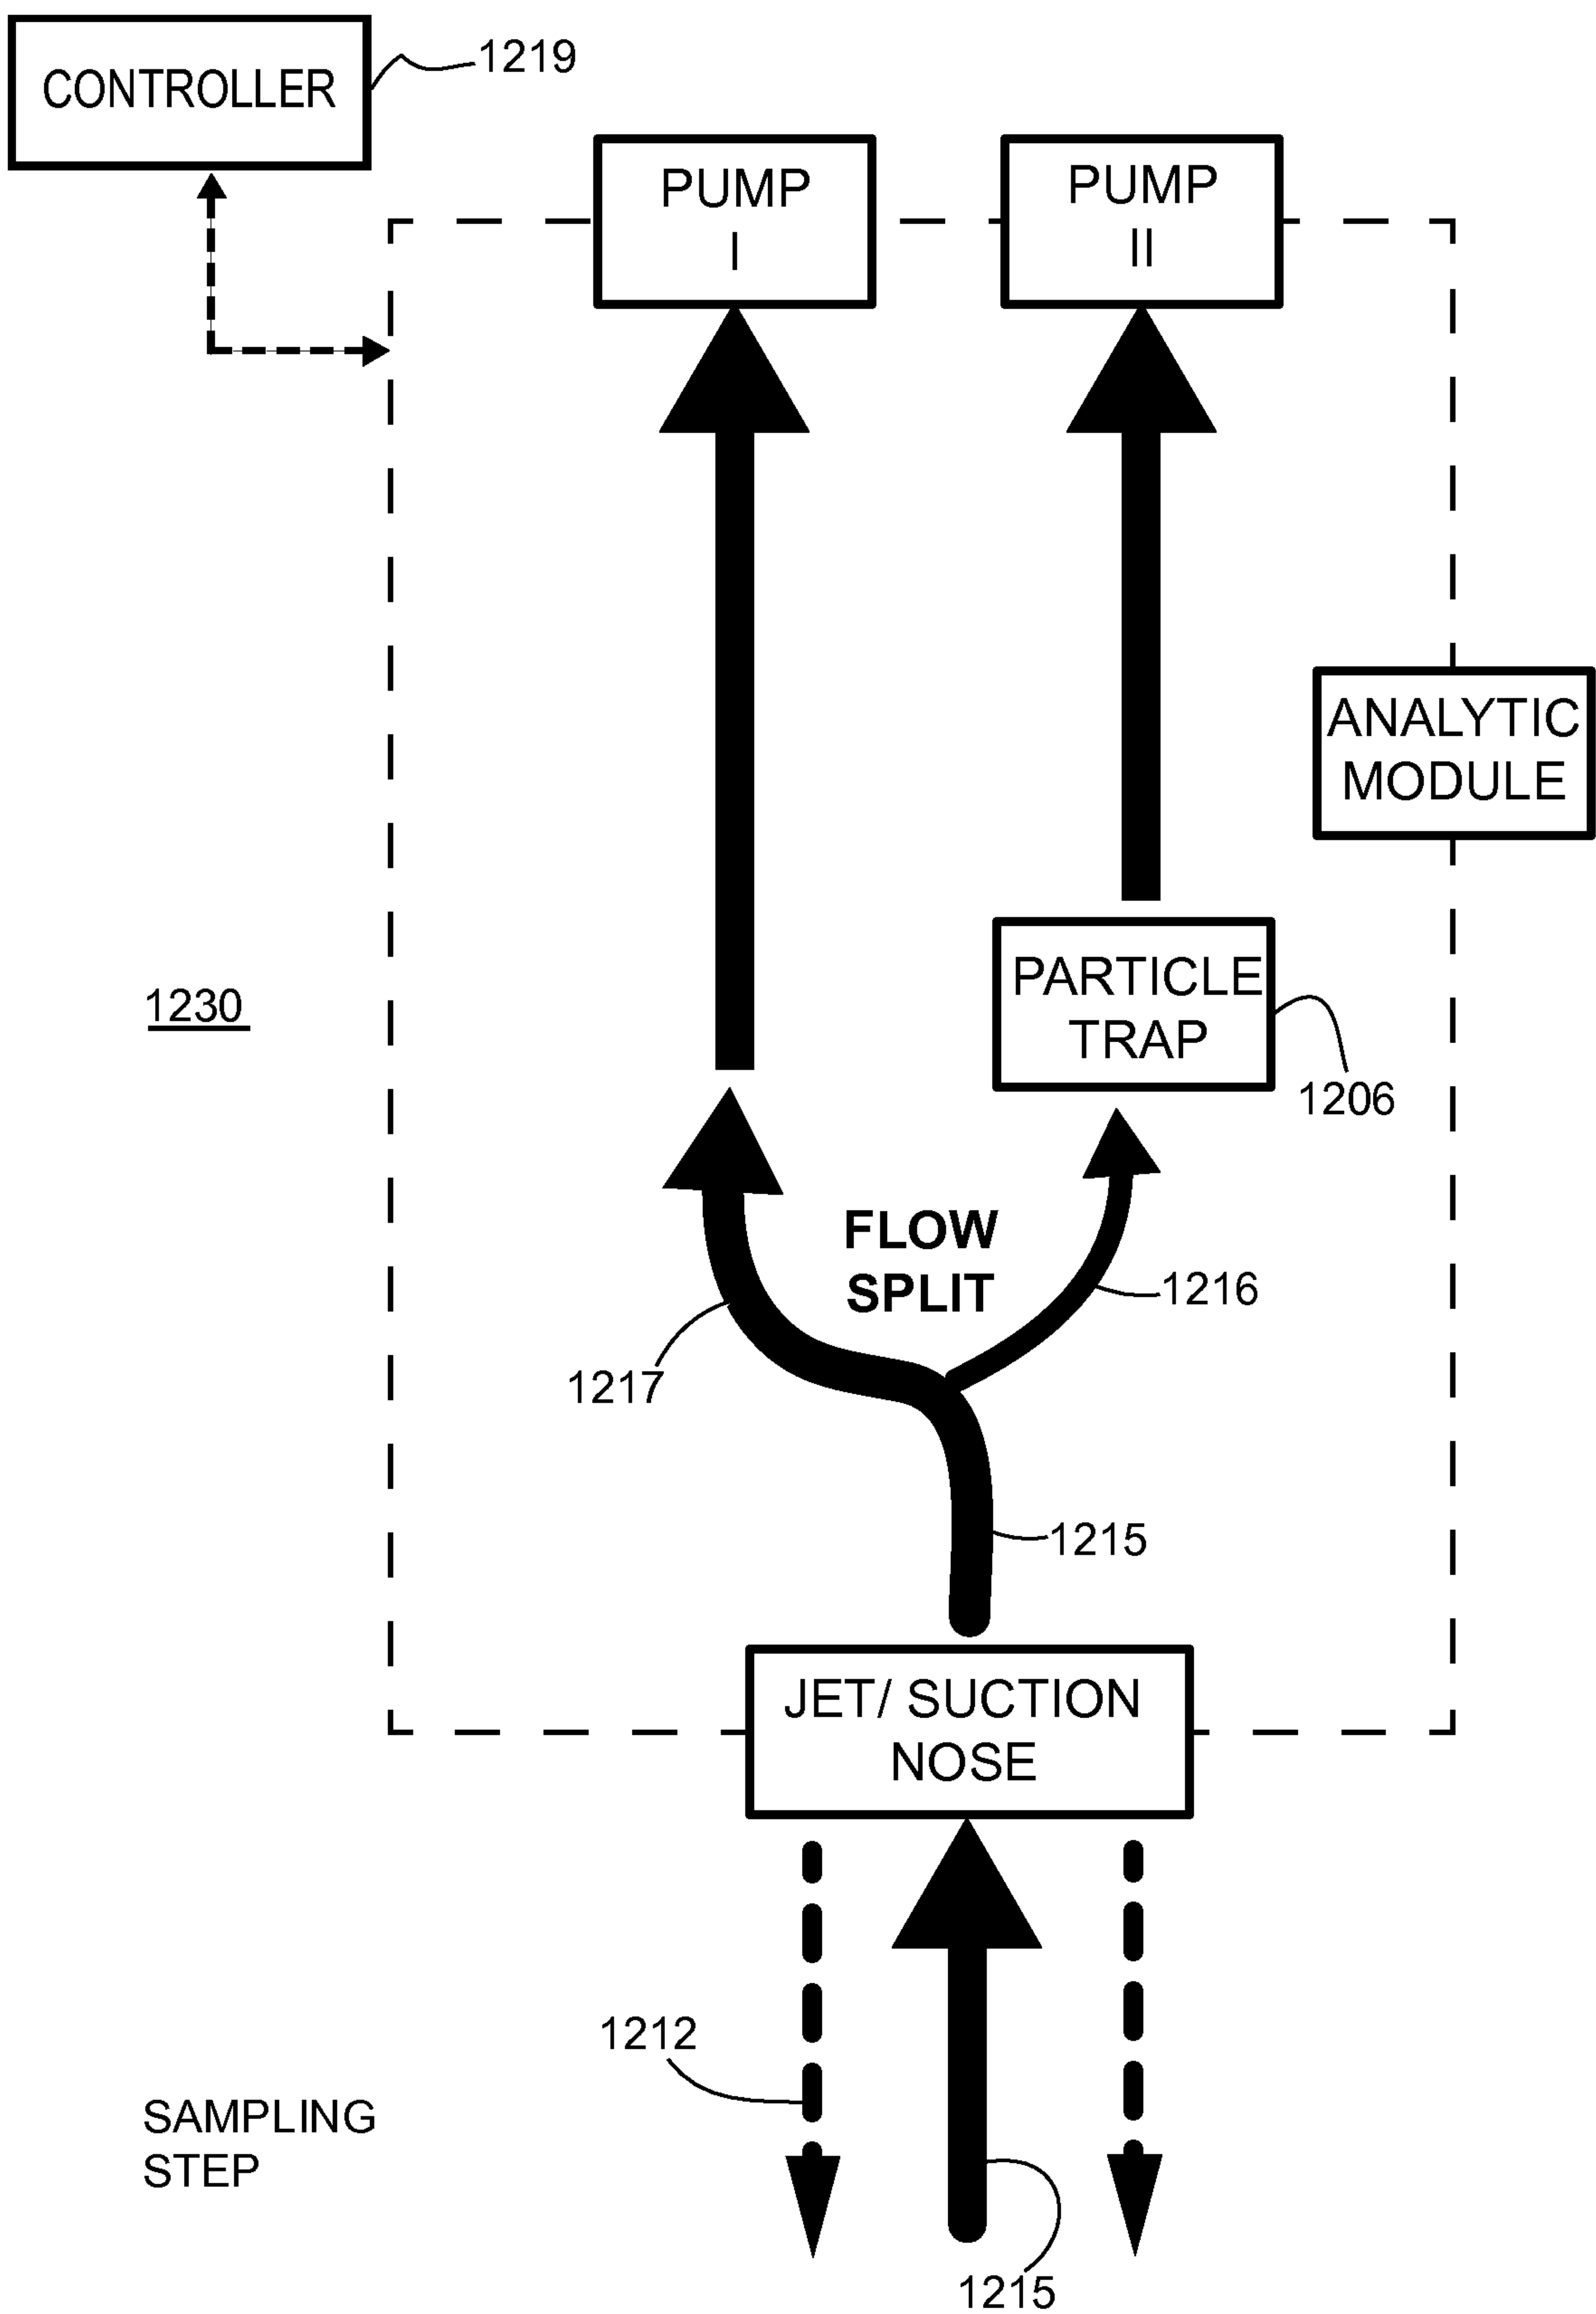 1219
CONTROLLER
PUMP
I
PUMP
II
ANALYTIC
MODULE
PARTICLE
TRAP
1230
1206
FLOW
SPLIT
1216
1217
1215
JET/ SUCTION
NOSE
1212
SAMPLING
STEP
1215